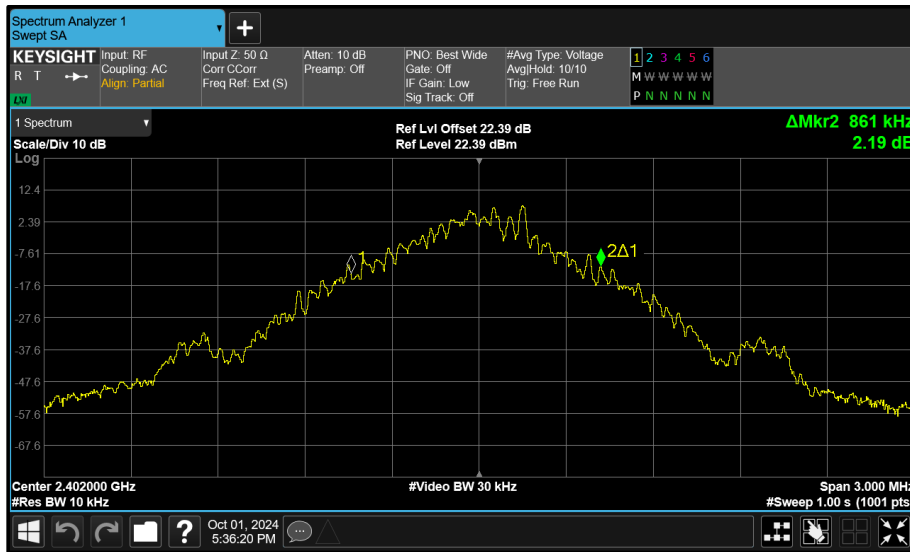 Spectrum Analyzer 1
Swept SA
+
KEYSIGHT
R T
LXI
Input: RF
Coupling: AC
Align: Partial
Input Z: 50 Ω
Corr CCorr
Freq Ref: Ext (S)
Atten: 10 dB
Preamp: Off
PNO: Best Wide
Gate: Off
IF Gain: Low
Sig Track: Off
#Avg Type: Voltage
Avg|Hold: 10/10
Trig: Free Run
1 2 3 4 5 6
M W W W W W
P N N N N N
1 Spectrum
Scale/Div 10 dB
Ref Lvl Offset 22.39 dB
Ref Level 22.39 dBm
ΔMkr2 861 kHz
2.19 dB
Log
12.4
2.39
-7.61
-17.6
-27.6
-37.6
-47.6
-57.6
-67.6
1
2Δ1
Center 2.402000 GHz
#Video BW 30 kHz
Span 3.000 MHz
#Res BW 10 kHz
#Sweep 1.00 s (1001 pts
?
Oct 01, 2024
5:36:20 PM